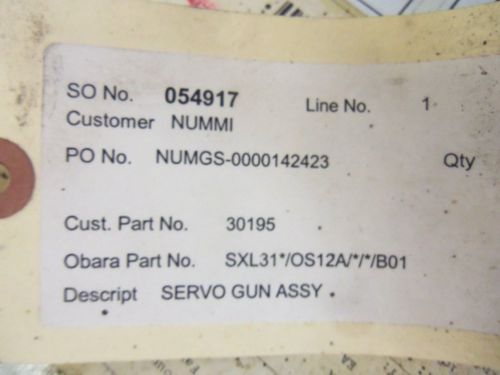 SO No. 054917 Line No. 1
Customer NUMMI
PO No. NUMGS-0000142423 Qty
Cust. Part No. 30195
Obara Part No. SXL31*/OS12A/*/*/B01
Descript SERVO GUN ASSY